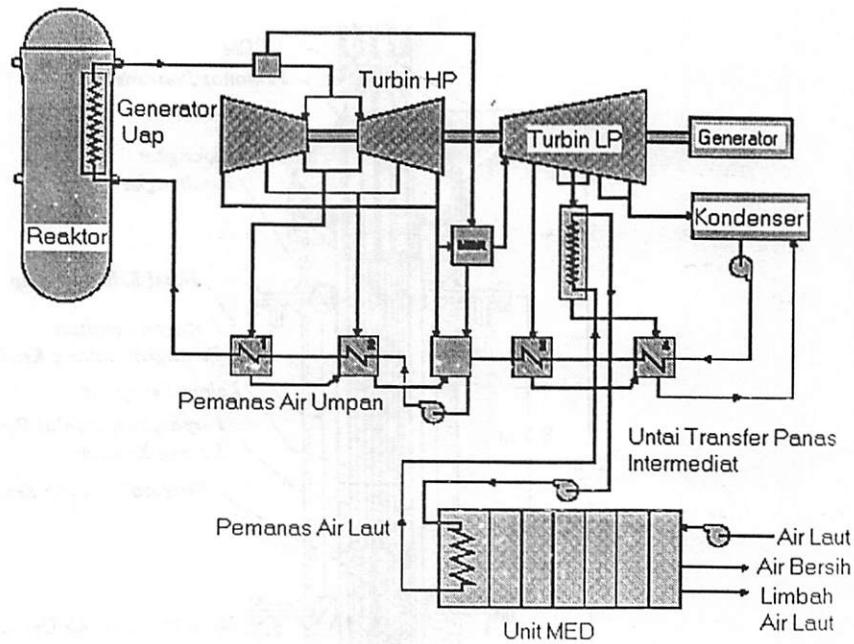 Turbin HP
Generator
Uap
Turbin LP
Generator
Reaktor
Kondenser
MSR
1
2
3
4
Pemanas Air Umpan
Untai Transfer Panas
Intermediat
Pemanas Air Laut
Air Laut
Air Bersih
Limbah
Air Laut
Unit MED